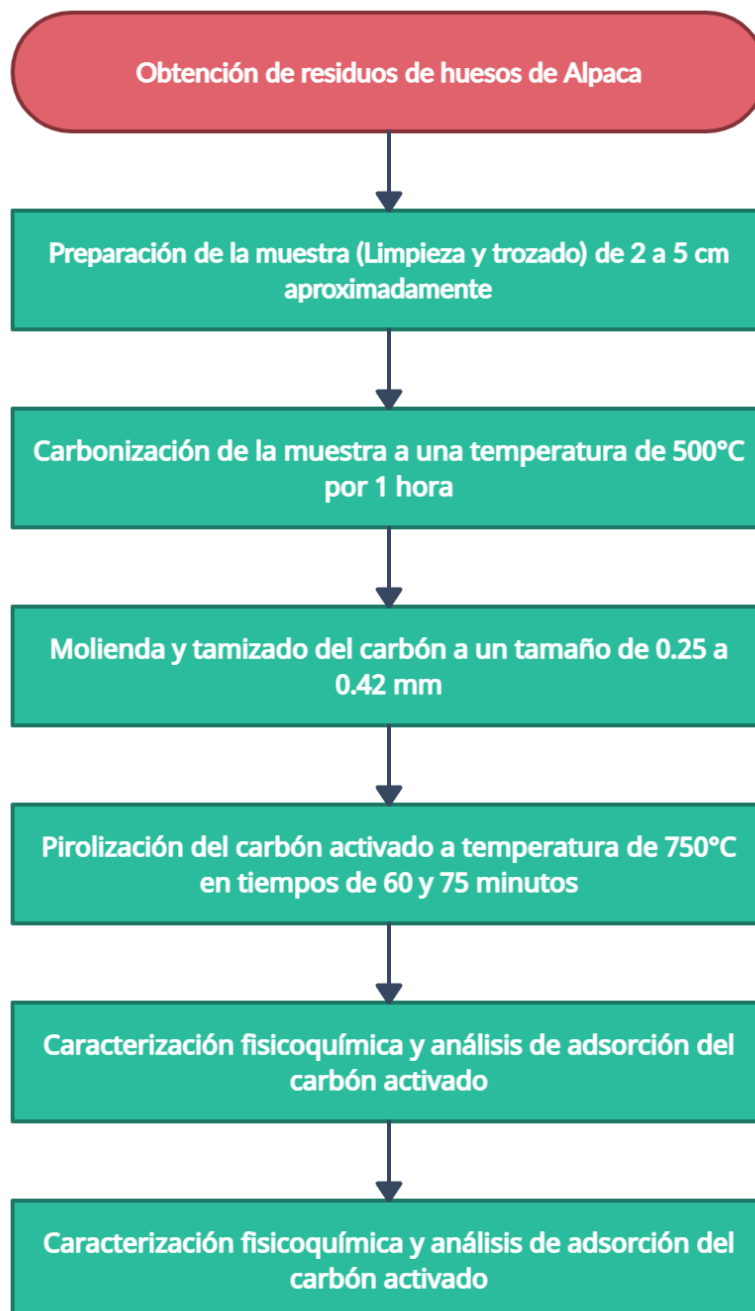 Obtención de residuos de huesos de Alpaca
Preparación de la muestra (Limpieza y trozado) de 2 a 5 cm
aproximadamente
Carbonización de la muestra a una temperatura de 500°C
por 1 hora
Molienda y tamizado del carbón a un tamaño de 0.25 a
0.42 mm
Pirolización del carbón activado a temperatura de 750°C
en tiempos de 60 y 75 minutos
Caracterización fisicoquímica y análisis de adsorción del
carbón activado
Caracterización fisicoquímica y análisis de adsorción del
carbón activado